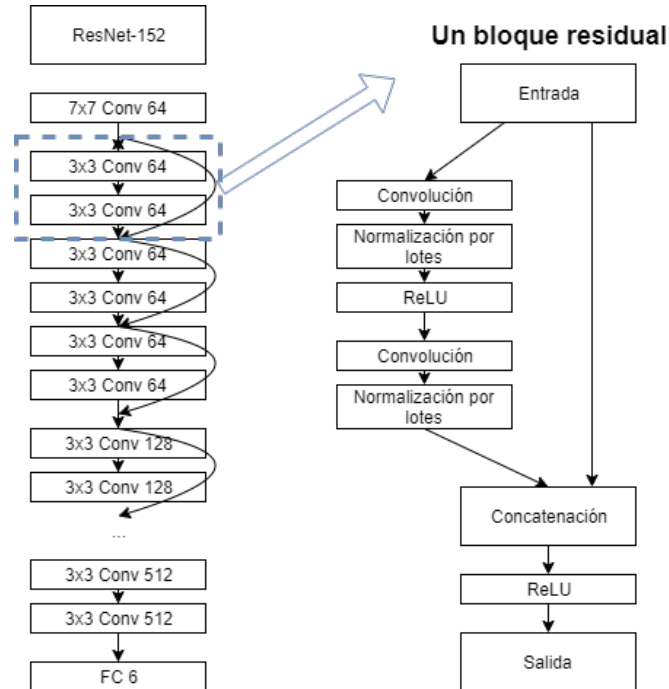 ResNet-152
7x7 Conv 64
3x3 Conv 64
3x3 Conv 64
3x3 Conv 64
3x3 Conv 64
3x3 Conv 64
3x3 Conv 64
3x3 Conv 128
3x3 Conv 128
...
3x3 Conv 512
3x3 Conv 512
FC 6
Un bloque residual
Entrada
Convolución
Normalización por
lotes
ReLU
Convolución
Normalización por
lotes
Concatenación
ReLU
Salida